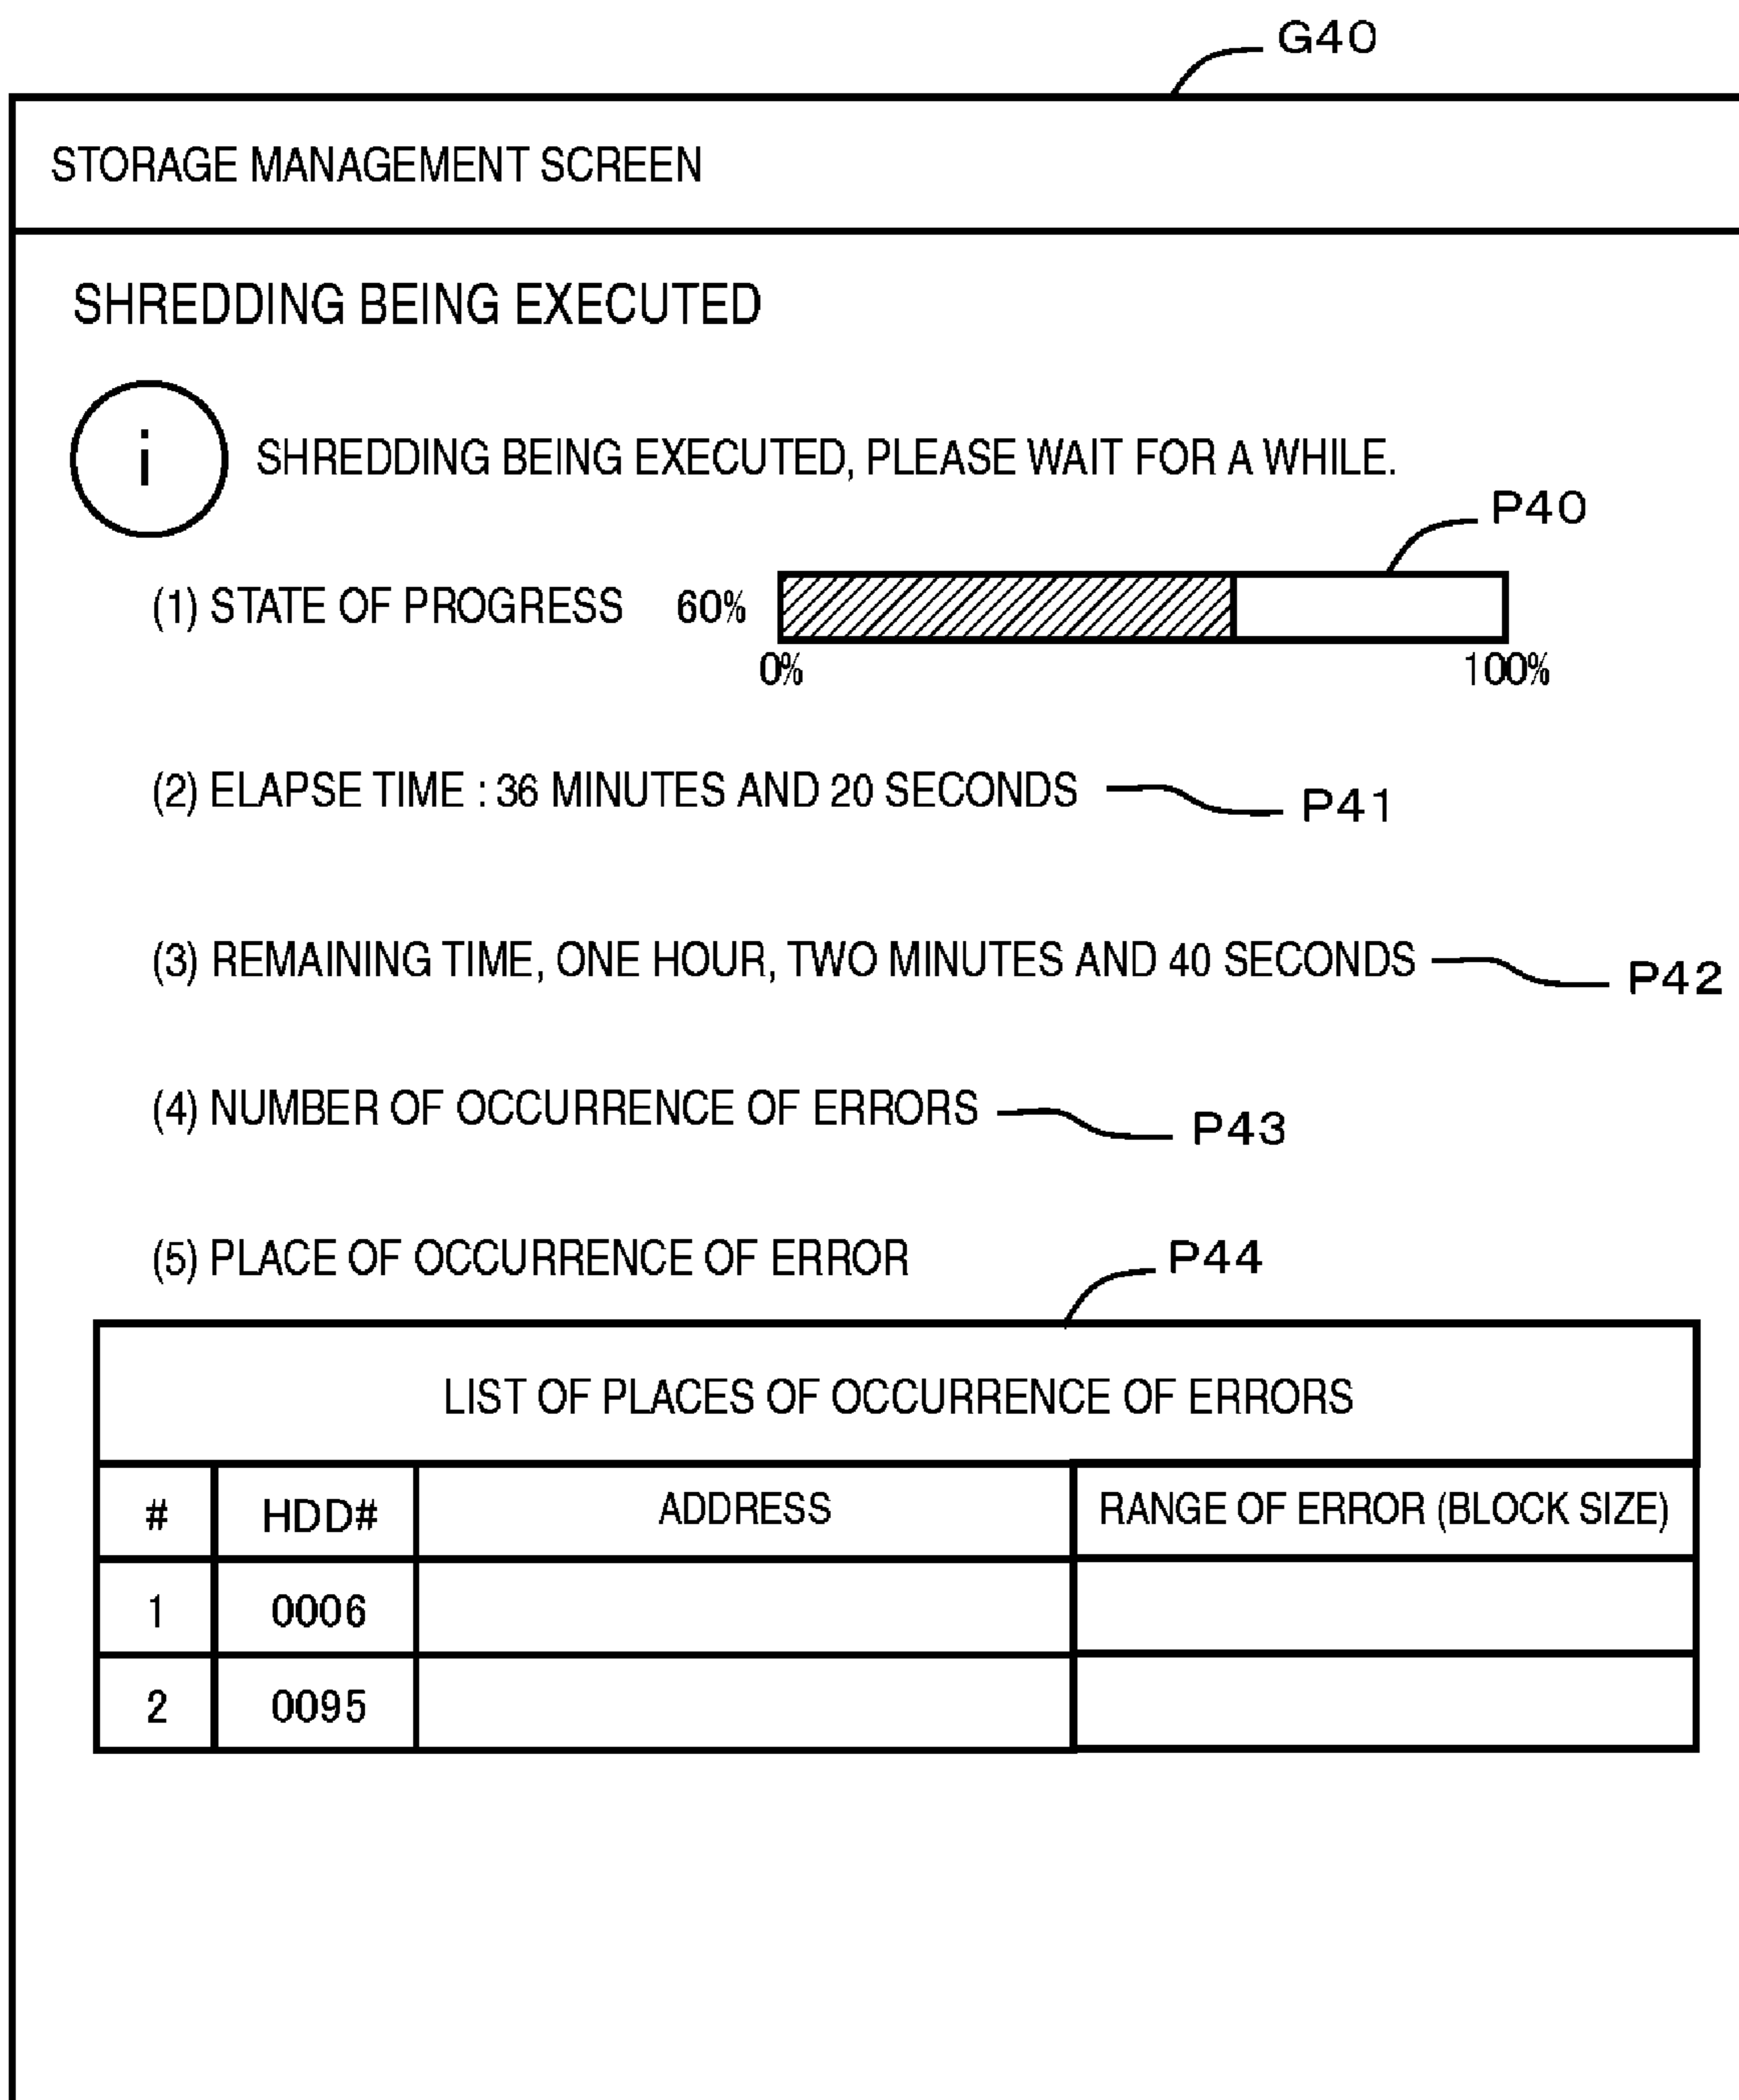 G40
STORAGE MANAGEMENT SCREEN
SHREDDING BEING EXECUTED
i
SHREDDING BEING EXECUTED, PLEASE WAIT FOR A WHILE.
P40
(1) STATE OF PROGRESS 60%
0% 100%
(2) ELAPSE TIME : 36 MINUTES AND 20 SECONDS P41
(3) REMAINING TIME, ONE HOUR, TWO MINUTES AND 40 SECONDS P42
(4) NUMBER OF OCCURRENCE OF ERRORS P43
(5) PLACE OF OCCURRENCE OF ERROR P44
LIST OF PLACES OF OCCURRENCE OF ERRORS
# HDD# ADDRESS RANGE OF ERROR (BLOCK SIZE)
1 0006
2 0095